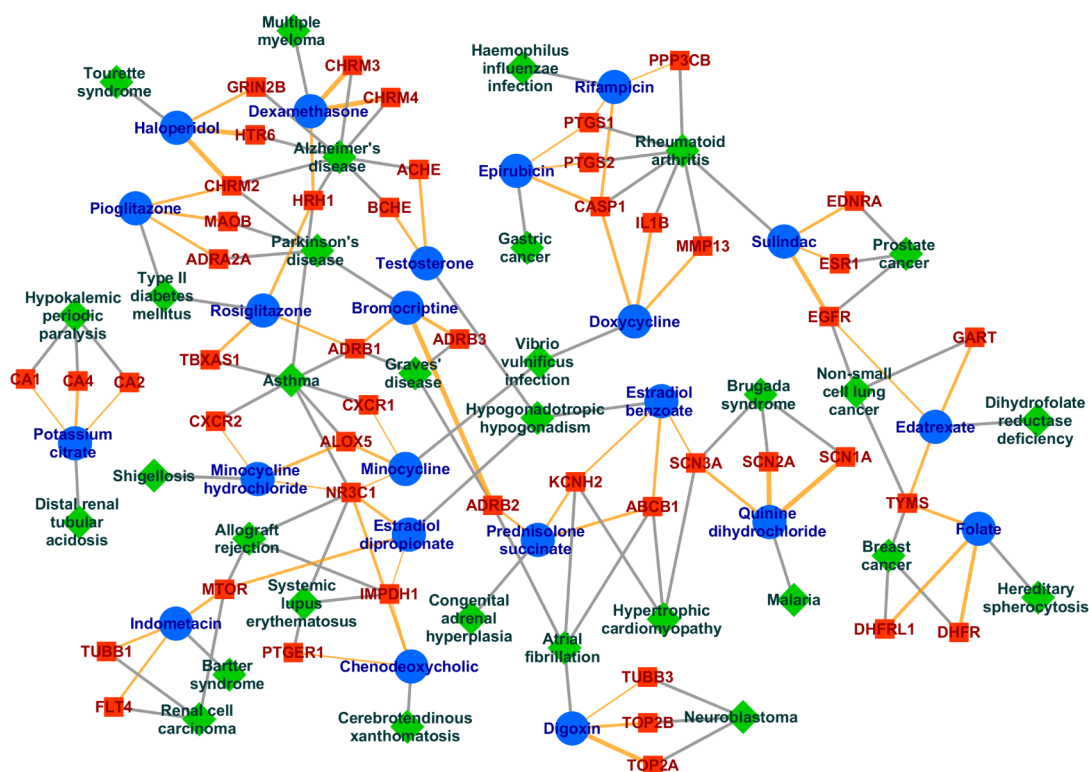 Multiple
myeloma
Tourette
syndrome
CHRM3
GRIN2B
CHRM4
Dexamethasone
Haloperidol
HTR6
Alzheimer's
disease
ACHE
CHRM2
HRH1
BCHE
Pioglitazone
MAOB
Parkinson's
disease
ADRA2A
Testosterone
Type II
diabetes
mellitus
Hypokalemic
periodic
paralysis
Rosiglitazone
Bromocriptine
TBXAS1
ADRB1
ADRB3
Graves'
disease
Asthma
CA1
CA4
CA2
CXCR2
CXCR1
ALOX5
Potassium
citrate
Shigellosis
Minocycline
hydrochloride
Minocycline
NR3C1
ADRB2
Distal renal
tubular
acidosis
Allograft
rejection
Estradiol
dipropionate
MTOR
Systemic
lupus
erythematosus
IMPDH1
Indometacin
TUBB1
PTGER1
Chenodeoxycholic
Bartter
syndrome
FLT4
Renal cell
carcinoma
Cerebrotendinous
xanthomatosis
Haemophilus
influenzae
infection
PPP3CB
Rifampicin
PTGS1
Rheumatoid
arthritis
PTGS2
Epirubicin
CASP1
IL1B
MMP13
Gastric
cancer
EDNRA
Sulindac
Prostate
cancer
ESR1
Doxycycline
EGFR
GART
Vibrio
vulnificus
infection
Non-small
cell lung
cancer
Hypogonadotropic
hypogonadism
Estradiol
benzoate
Brugada
syndrome
Edatrexate
Dihydrofolate
reductase
deficiency
SCN3A
SCN2A
SCN1A
KCNH2
ABCB1
TYMS
Prednisolone
succinate
Quinine
dihydrochloride
Folate
Breast
cancer
Hereditary
spherocytosis
Malaria
Congenital
adrenal
hyperplasia
Hypertrophic
cardiomyopathy
Atrial
fibrillation
DHFRL1
DHFR
TUBB3
Digoxin
TOP2B
Neuroblastoma
TOP2A